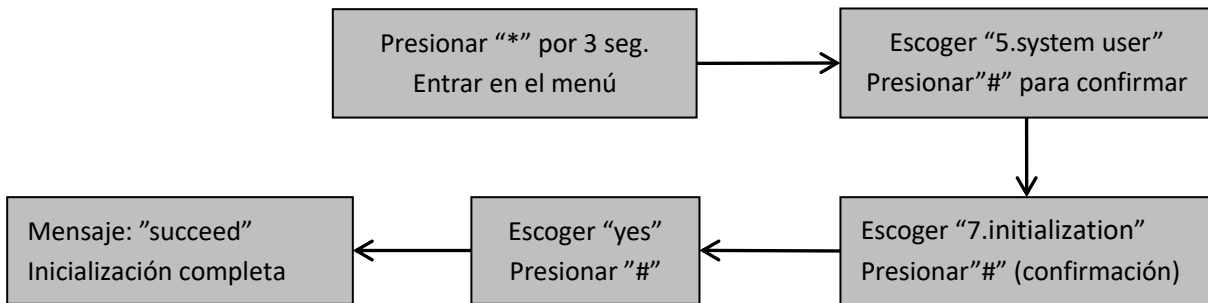 Presionar “*” por 3 seg.
Entrar en el menú
Escoger “5.system user”
Presionar”#” para confirmar
Escoger “7.initialization”
Presionar”#” (confirmación)
Escoger “yes”
Presionar ”#”
Mensaje: ”succeed”
Inicialización completa